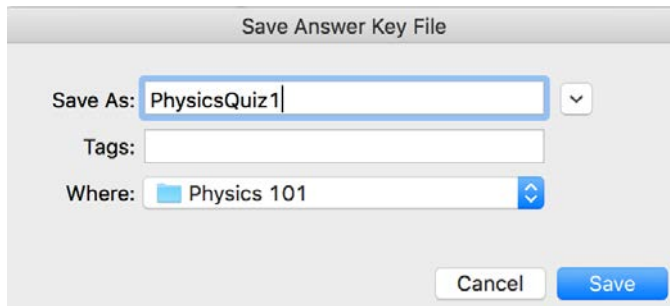 Save Answer Key File
Save As: PhysicsQuiz1
Tags:
Where: Physics 101
Cancel Save